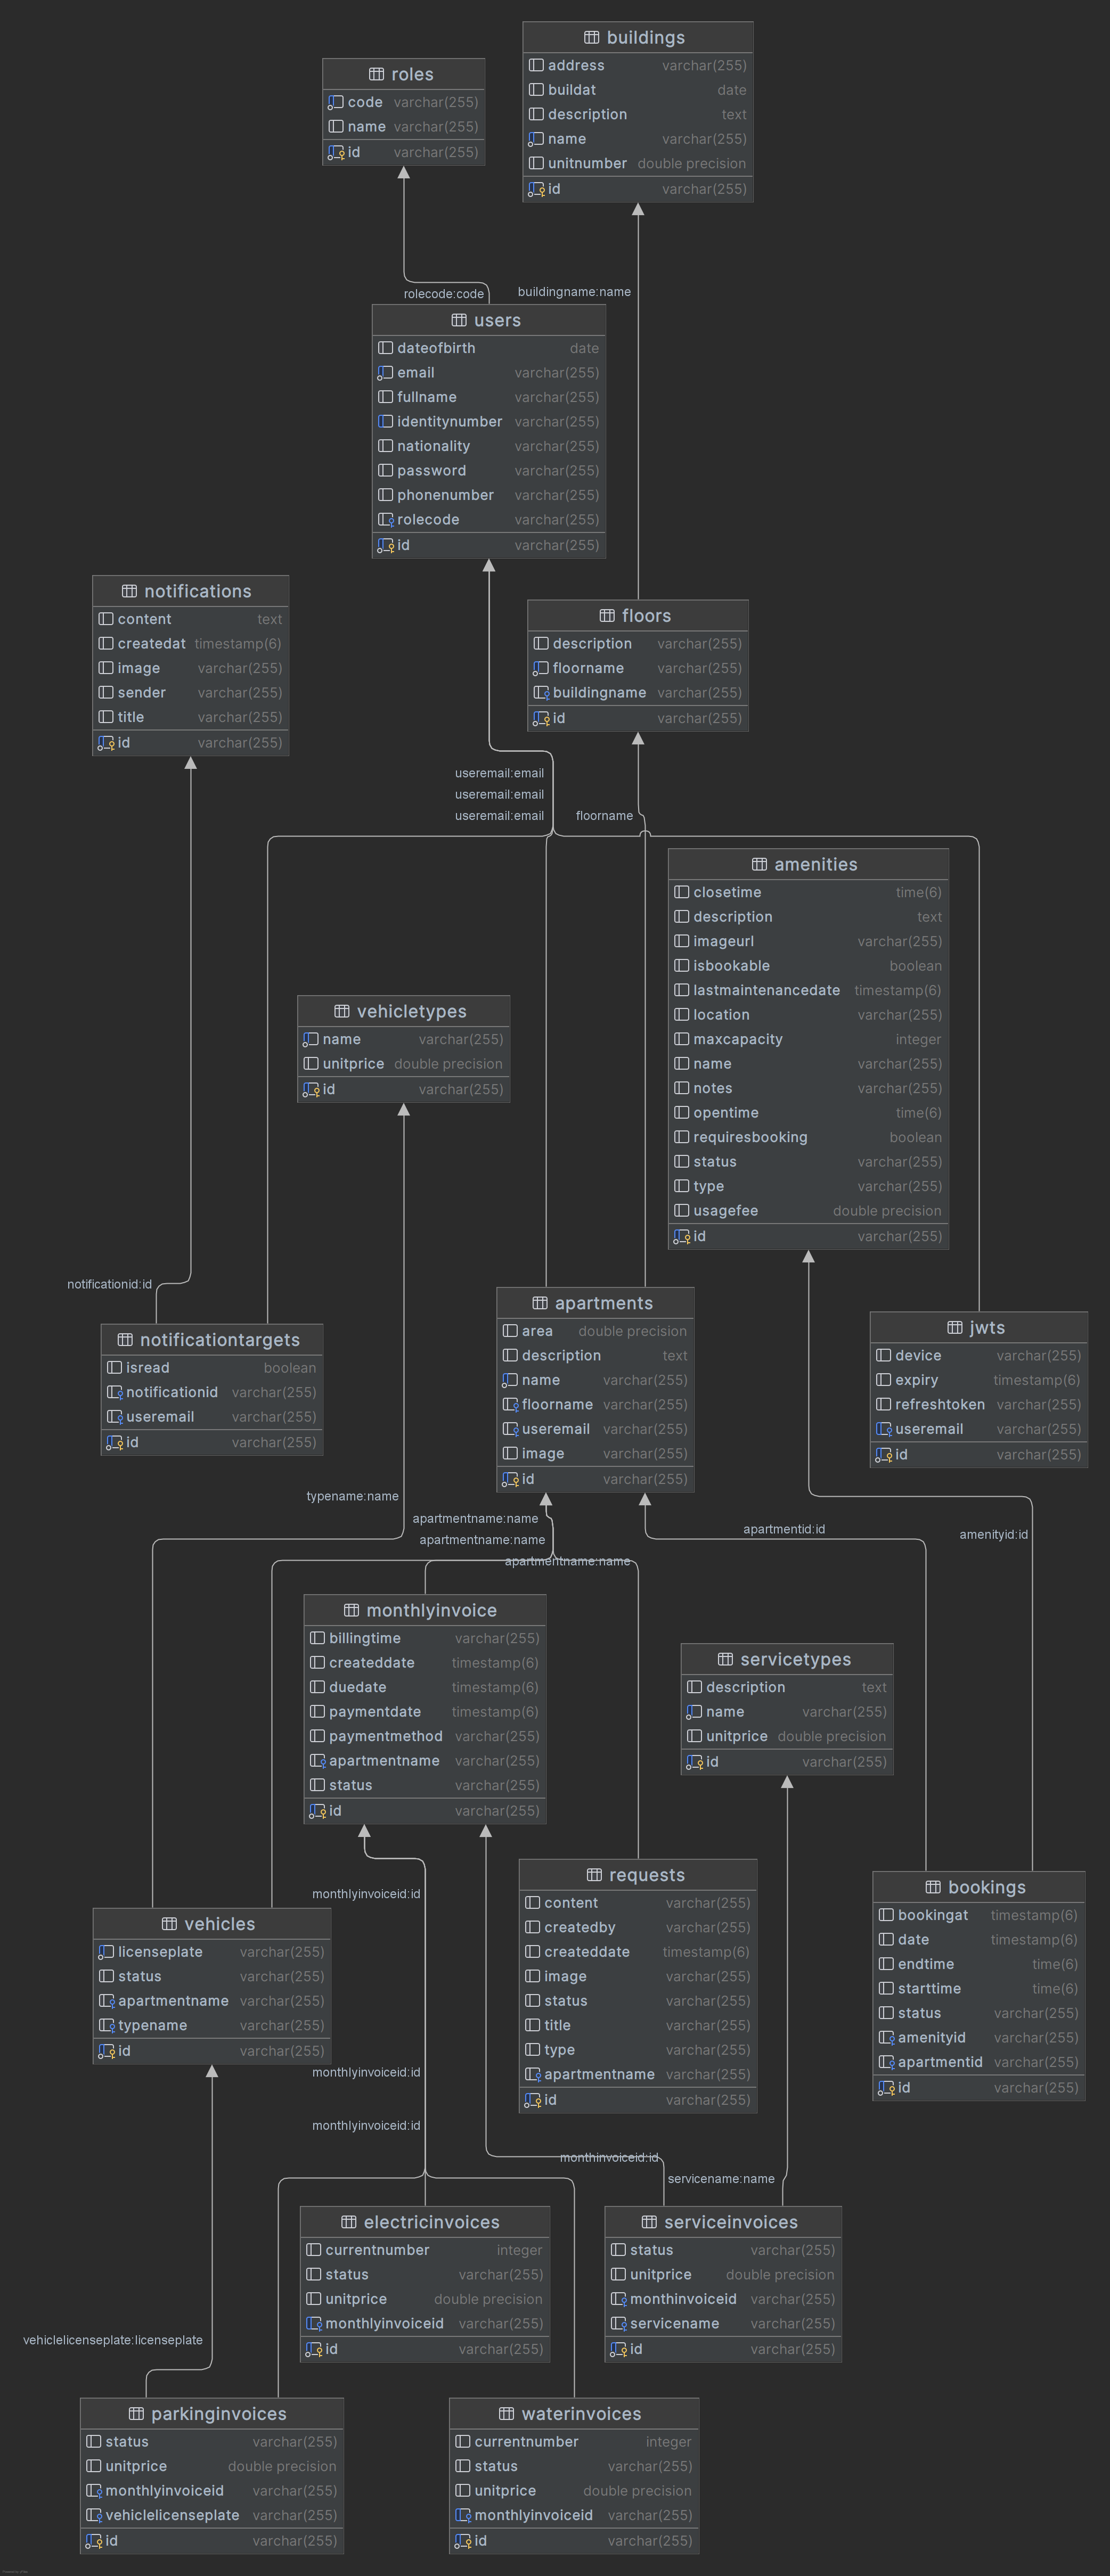 buildings
address varchar(255)
buildat date
description text
name varchar(255)
unitnumber double precision
id varchar(255)
roles
code varchar(255)
name varchar(255)
id varchar(255)
rolecode:code
buildingname:name
users
dateofbirth date
email varchar(255)
fullname varchar(255)
identitynumber varchar(255)
nationality varchar(255)
password varchar(255)
phonenumber varchar(255)
rolecode varchar(255)
id varchar(255)
notifications
content text
createdat timestamp(6)
image varchar(255)
sender varchar(255)
title varchar(255)
id varchar(255)
floors
description varchar(255)
floorname varchar(255)
buildingname varchar(255)
id varchar(255)
useremail:email
useremail:email
useremail:email
floorname
amenities
closetime time(6)
description text
imageurl varchar(255)
isbookable boolean
lastmaintenancedate timestamp(6)
location varchar(255)
maxcapacity integer
name varchar(255)
notes varchar(255)
opentime time(6)
requiresbooking boolean
status varchar(255)
type varchar(255)
usagefee double precision
id varchar(255)
vehicletypes
name varchar(255)
unitprice double precision
id varchar(255)
notificationid:id
notificationtargets
isread boolean
notificationid varchar(255)
useremail varchar(255)
id varchar(255)
apartments
area double precision
description text
name varchar(255)
floorname varchar(255)
useremail varchar(255)
image varchar(255)
id varchar(255)
jwts
device varchar(255)
expiry timestamp(6)
refreshtoken varchar(255)
useremail varchar(255)
id varchar(255)
typename:name
apartmentname:name
apartmentname:name
apartmentname:name
apartmentid:id
amenityid:id
monthlyinvoice
billingtime varchar(255)
createddate timestamp(6)
duedate timestamp(6)
paymentdate timestamp(6)
paymentmethod varchar(255)
apartmentname varchar(255)
status varchar(255)
id varchar(255)
servicetypes
description text
name varchar(255)
unitprice double precision
id varchar(255)
monthlyinvoiceid:id
vehicles
licenseplate varchar(255)
status varchar(255)
apartmentname varchar(255)
typename varchar(255)
id varchar(255)
requests
content varchar(255)
createdby varchar(255)
createddate timestamp(6)
image varchar(255)
status varchar(255)
title varchar(255)
type varchar(255)
apartmentname varchar(255)
id varchar(255)
bookings
bookingat timestamp(6)
date timestamp(6)
endtime time(6)
starttime time(6)
status varchar(255)
amenityid varchar(255)
apartmentid varchar(255)
id varchar(255)
monthlyinvoiceid:id
monthlyinvoiceid:id
monthinvoiceid:id
servicename:name
electricinvoices
currentnumber integer
status varchar(255)
unitprice double precision
monthlyinvoiceid varchar(255)
id varchar(255)
serviceinvoices
status varchar(255)
unitprice double precision
monthinvoiceid varchar(255)
servicename varchar(255)
id varchar(255)
vehiclelicenseplate:licenseplate
parkinginvoices
status varchar(255)
unitprice double precision
monthlyinvoiceid varchar(255)
vehiclelicenseplate varchar(255)
id varchar(255)
waterinvoices
currentnumber integer
status varchar(255)
unitprice double precision
monthlyinvoiceid varchar(255)
id varchar(255)